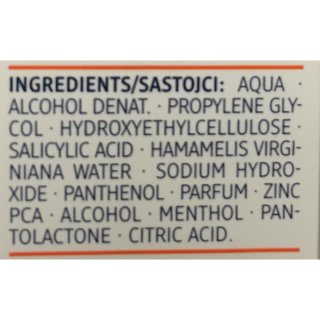 INGREDIENTS/SASTOJCI: AQUA ·
ALCOHOL DENAT. · PROPYLENE GLY-
COL · HYDROXYETHYLCELLULOSE ·
SALICYLIC ACID · HAMAMELIS VIRGI-
NIANA WATER · SODIUM HYDRO-
XIDE · PANTHENOL · PARFUM · ZINC
PCA · ALCOHOL · MENTHOL · PAN-
TOLACTONE · CITRIC ACID.